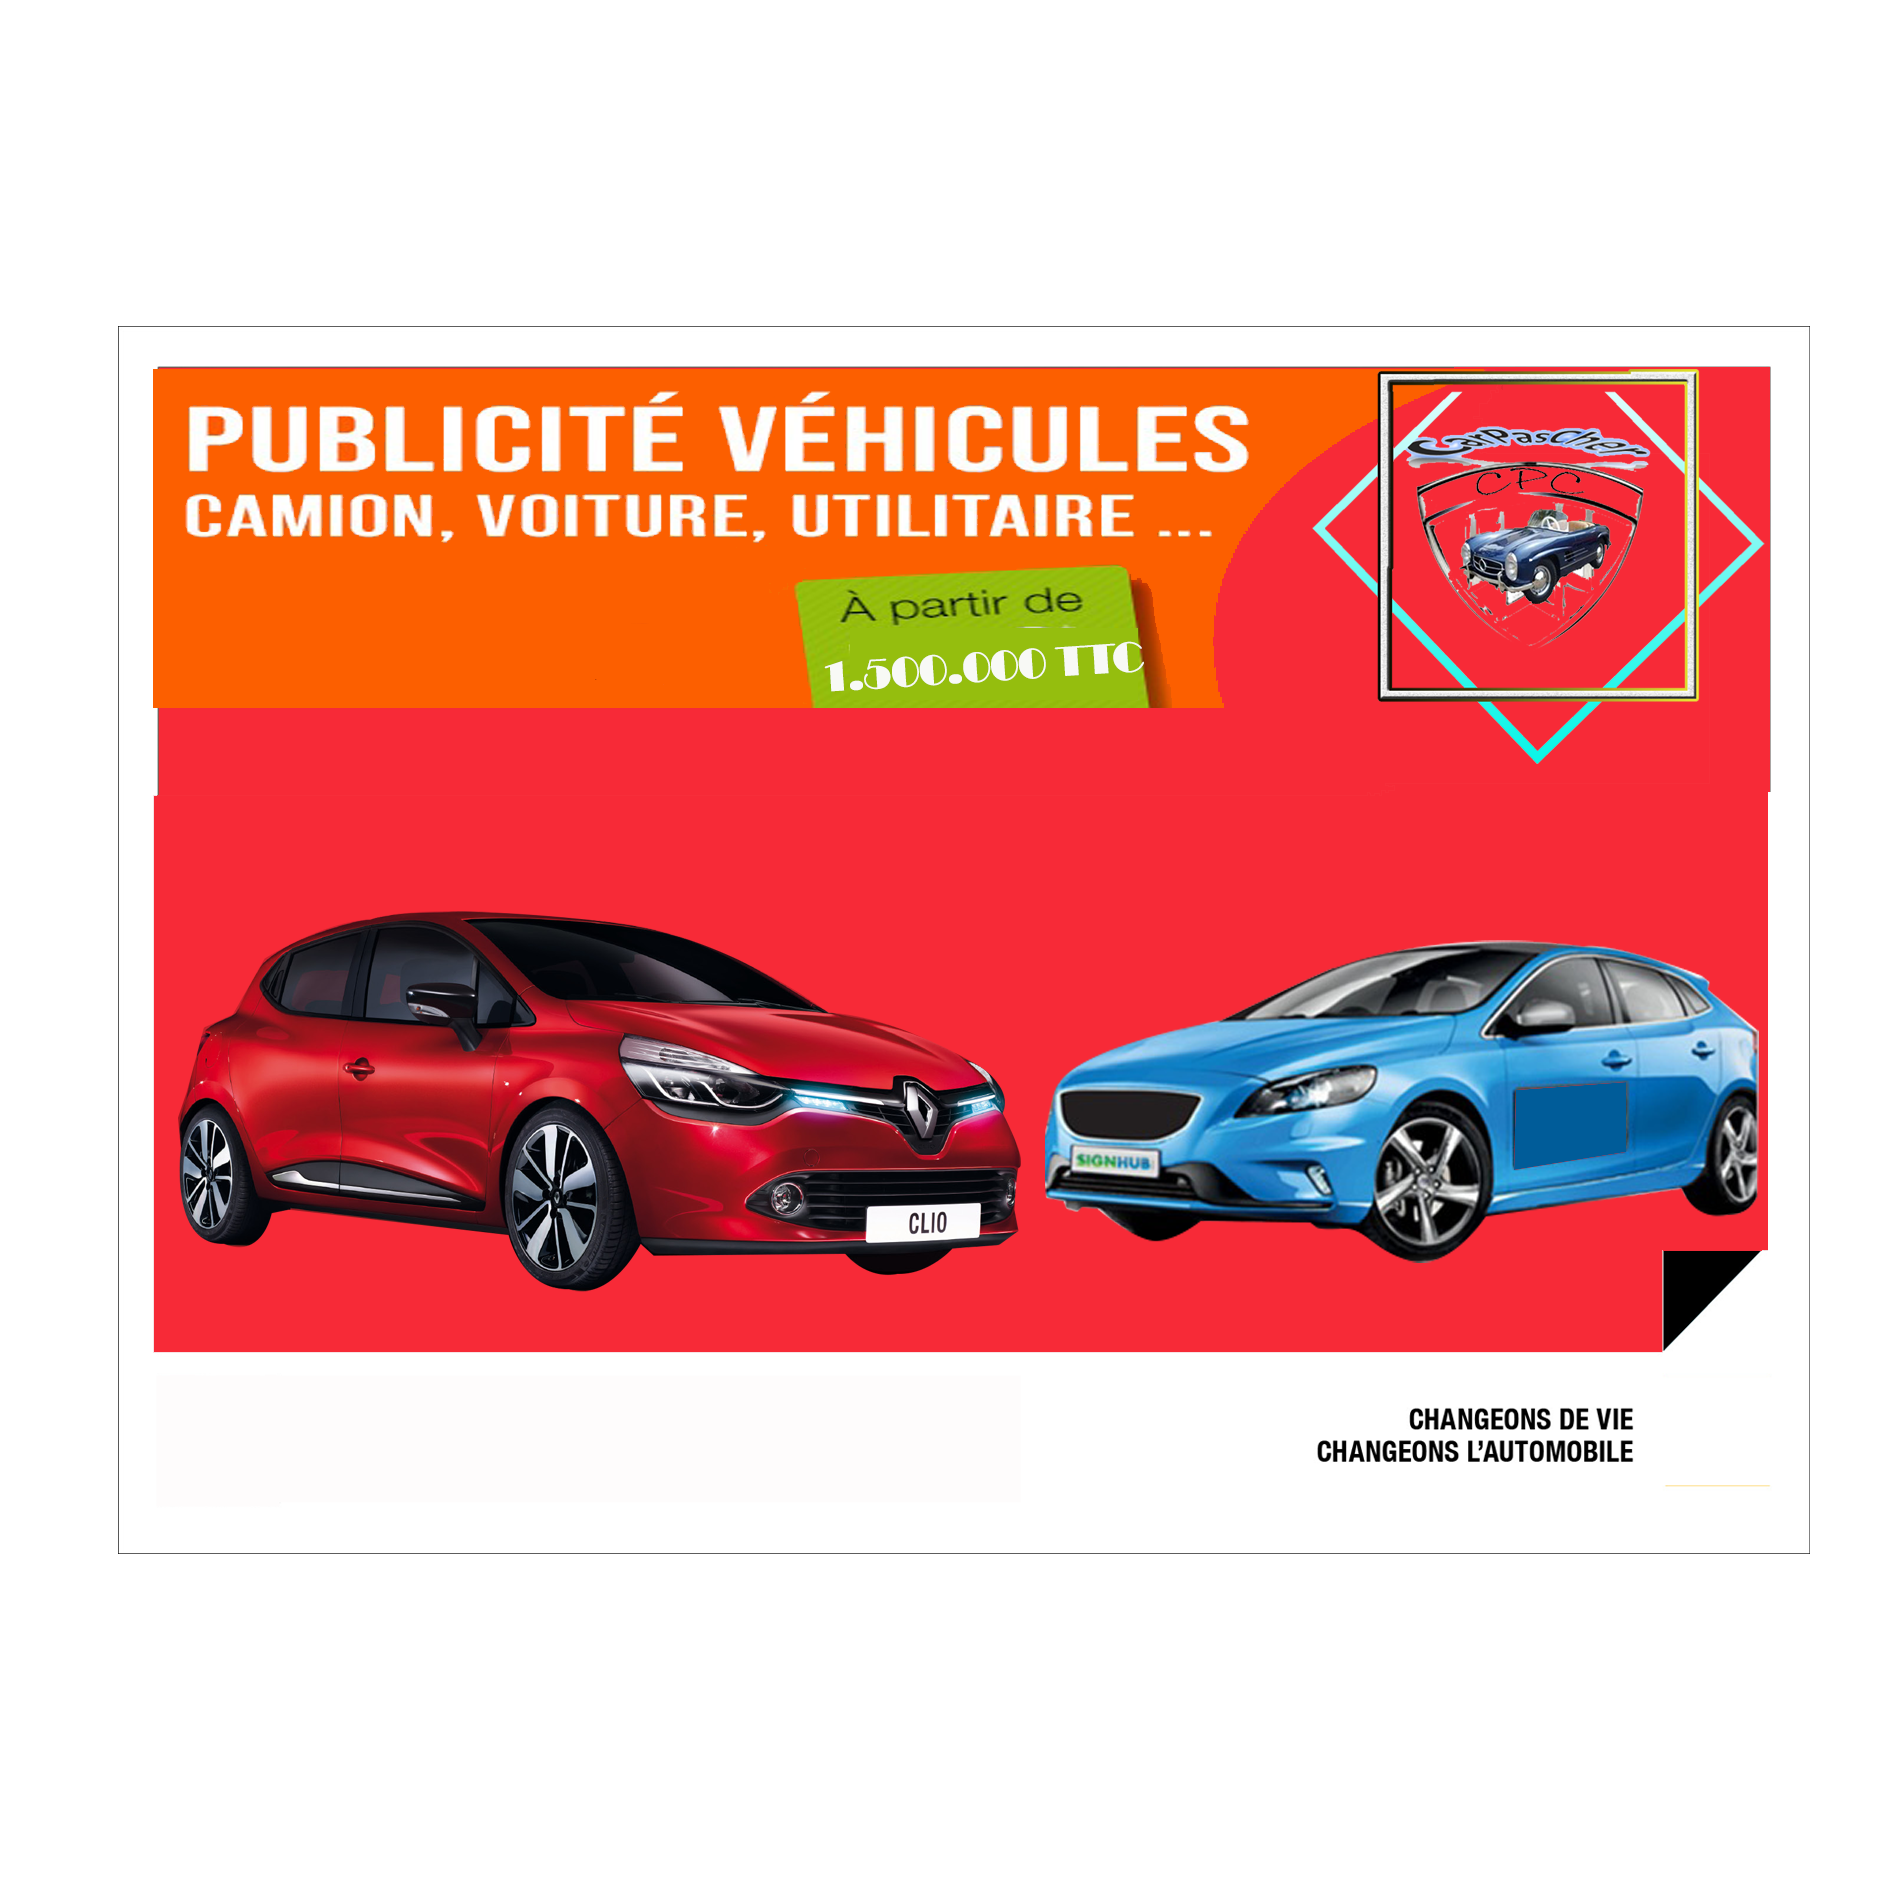 PUBLICITÉ VÉHICULES
CAMION, VOITURE, UTILITAIRE ...
À partir de
1.500.000 TTC
CarPasCher
CPC
CLIO
SIGNHUB
CHANGEONS DE VIE
CHANGEONS L'AUTOMOBILE